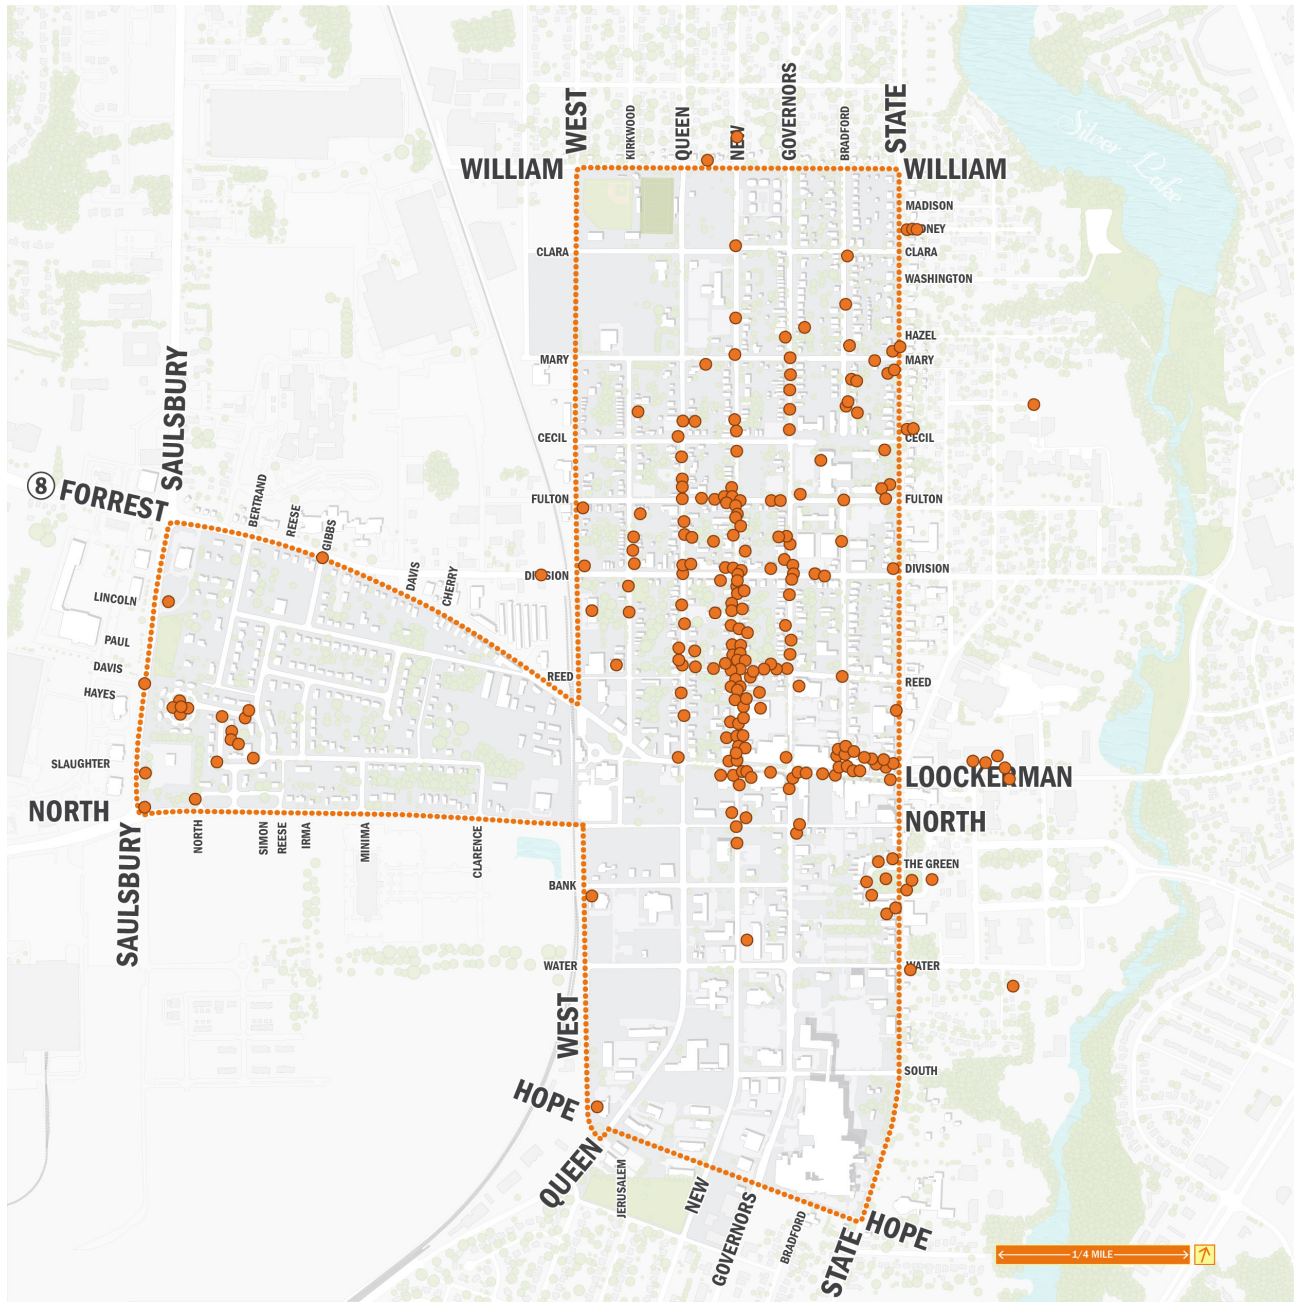 WEST
KIRKWOOD
QUEEN
NEW
GOVERNORS
BRADFORD
STATE
WILLIAM
WILLIAM
Silver Lake
MADISON
CLARA
CLARA
WASHINGTON
HAZEL
MARY
MARY
SAULSBURY
CECIL
CECIL
8 FORREST
BERTRAND
REESE
GIBBS
FULTON
FULTON
DAVIS
CHERRY
DIVISION
DIVISION
LINCOLN
PAUL
DAVIS
HAYES
REED
REED
SLAUGHTER
LOOCKERMAN
NORTH
NORTH
SAULSBURY
NORTH
SIMON
REESE
IRMA
MINIMA
CLARENCE
THE GREEN
BANK
WATER
WATER
WEST
SOUTH
HOPE
QUEEN
JERUSALEM
NEW
GOVERNORS
BRADFORD
STATE
HOPE
1/4 MILE